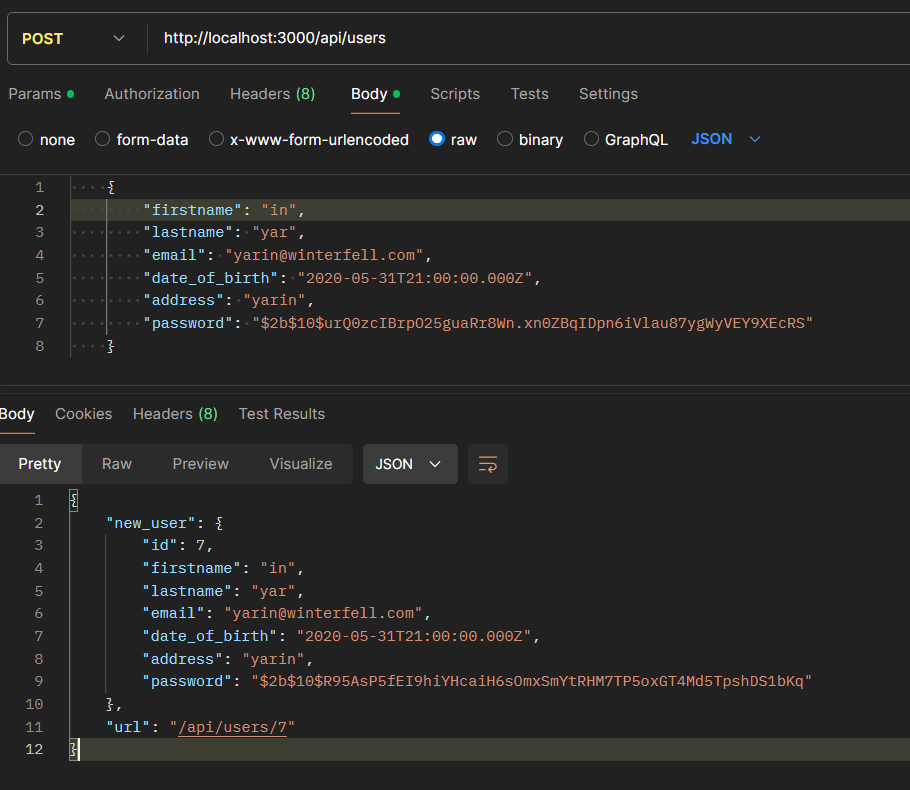 POST http://localhost:3000/api/users
Params Authorization Headers (8) Body Scripts Tests Settings
none form-data x-www-form-urlencoded raw binary GraphQL JSON
1 {
2 "firstname": "in",
3 "lastname": "yar",
4 "email": "yarin@winterfell.com",
5 "date_of_birth": "2020-05-31T21:00:00.000Z",
6 "address": "yarin",
7 "password": "$2b$10$urQ0zcIBrpO25guaRr8Wn.xn0ZBqIDpn6iVlau87ygWyVEY9XEcRS"
8 }
Body Cookies Headers (8) Test Results
Pretty Raw Preview Visualize JSON
1 {
2 "new_user": {
3 "id": 7,
4 "firstname": "in",
5 "lastname": "yar",
6 "email": "yarin@winterfell.com",
7 "date_of_birth": "2020-05-31T21:00:00.000Z",
8 "address": "yarin",
9 "password": "$2b$10$R95AsP5fEI9hiYHcaiH6sOmxSmYtRHM7TP5oxGT4Md5TpshDS1bKq"
10 },
11 "url": "/api/users/7"
12 }